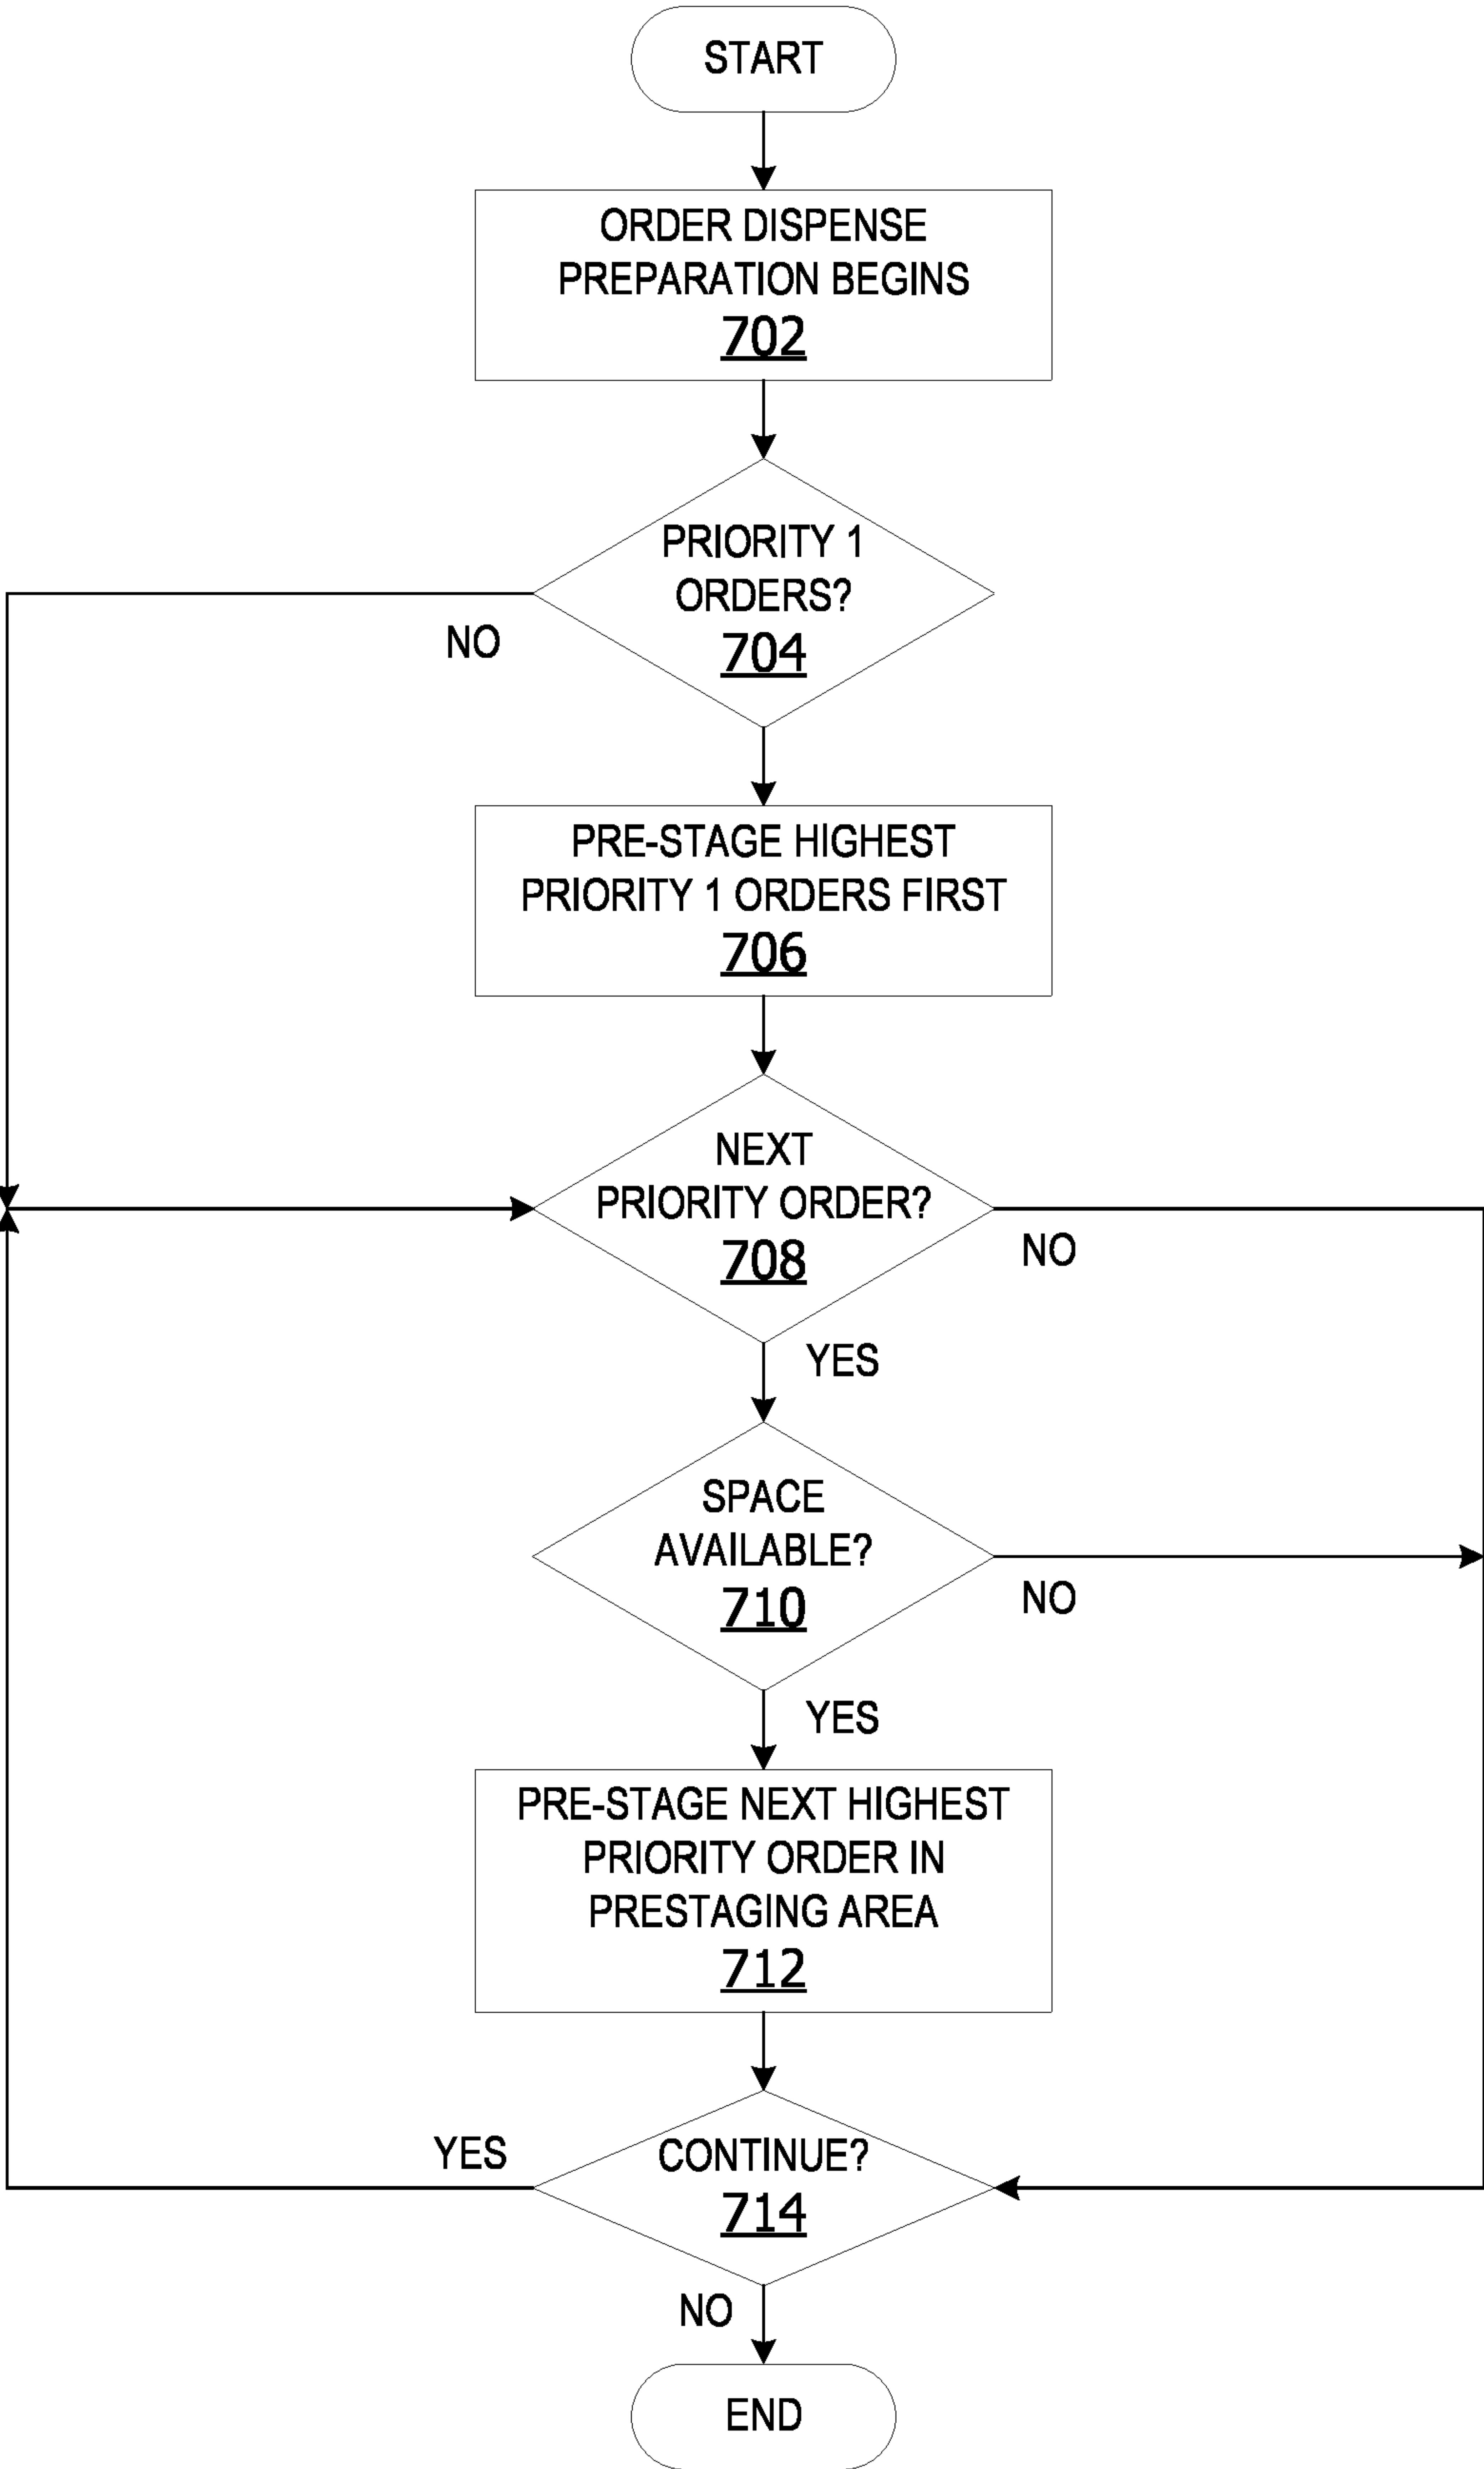 START
ORDER DISPENSE
PREPARATION BEGINS
702
PRIORITY 1
ORDERS?
704
NO
PRE-STAGE HIGHEST
PRIORITY 1 ORDERS FIRST
706
NEXT
PRIORITY ORDER?
708
NO
YES
SPACE
AVAILABLE?
710
NO
YES
PRE-STAGE NEXT HIGHEST
PRIORITY ORDER IN
PRESTAGING AREA
712
YES
CONTINUE?
714
NO
END